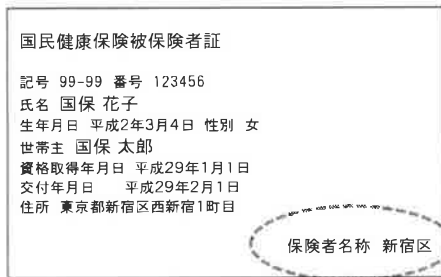 国民健康保険被保険者証
記号 99-99 番号 123456
氏名 国保 花子
生年月日 平成2年3月4日 性別 女
世帯主 国保 太郎
資格取得年月日 平成29年1月1日
交付年月日 平成29年2月1日
住所 東京都新宿区西新宿1町目
保険者名称 新宿区